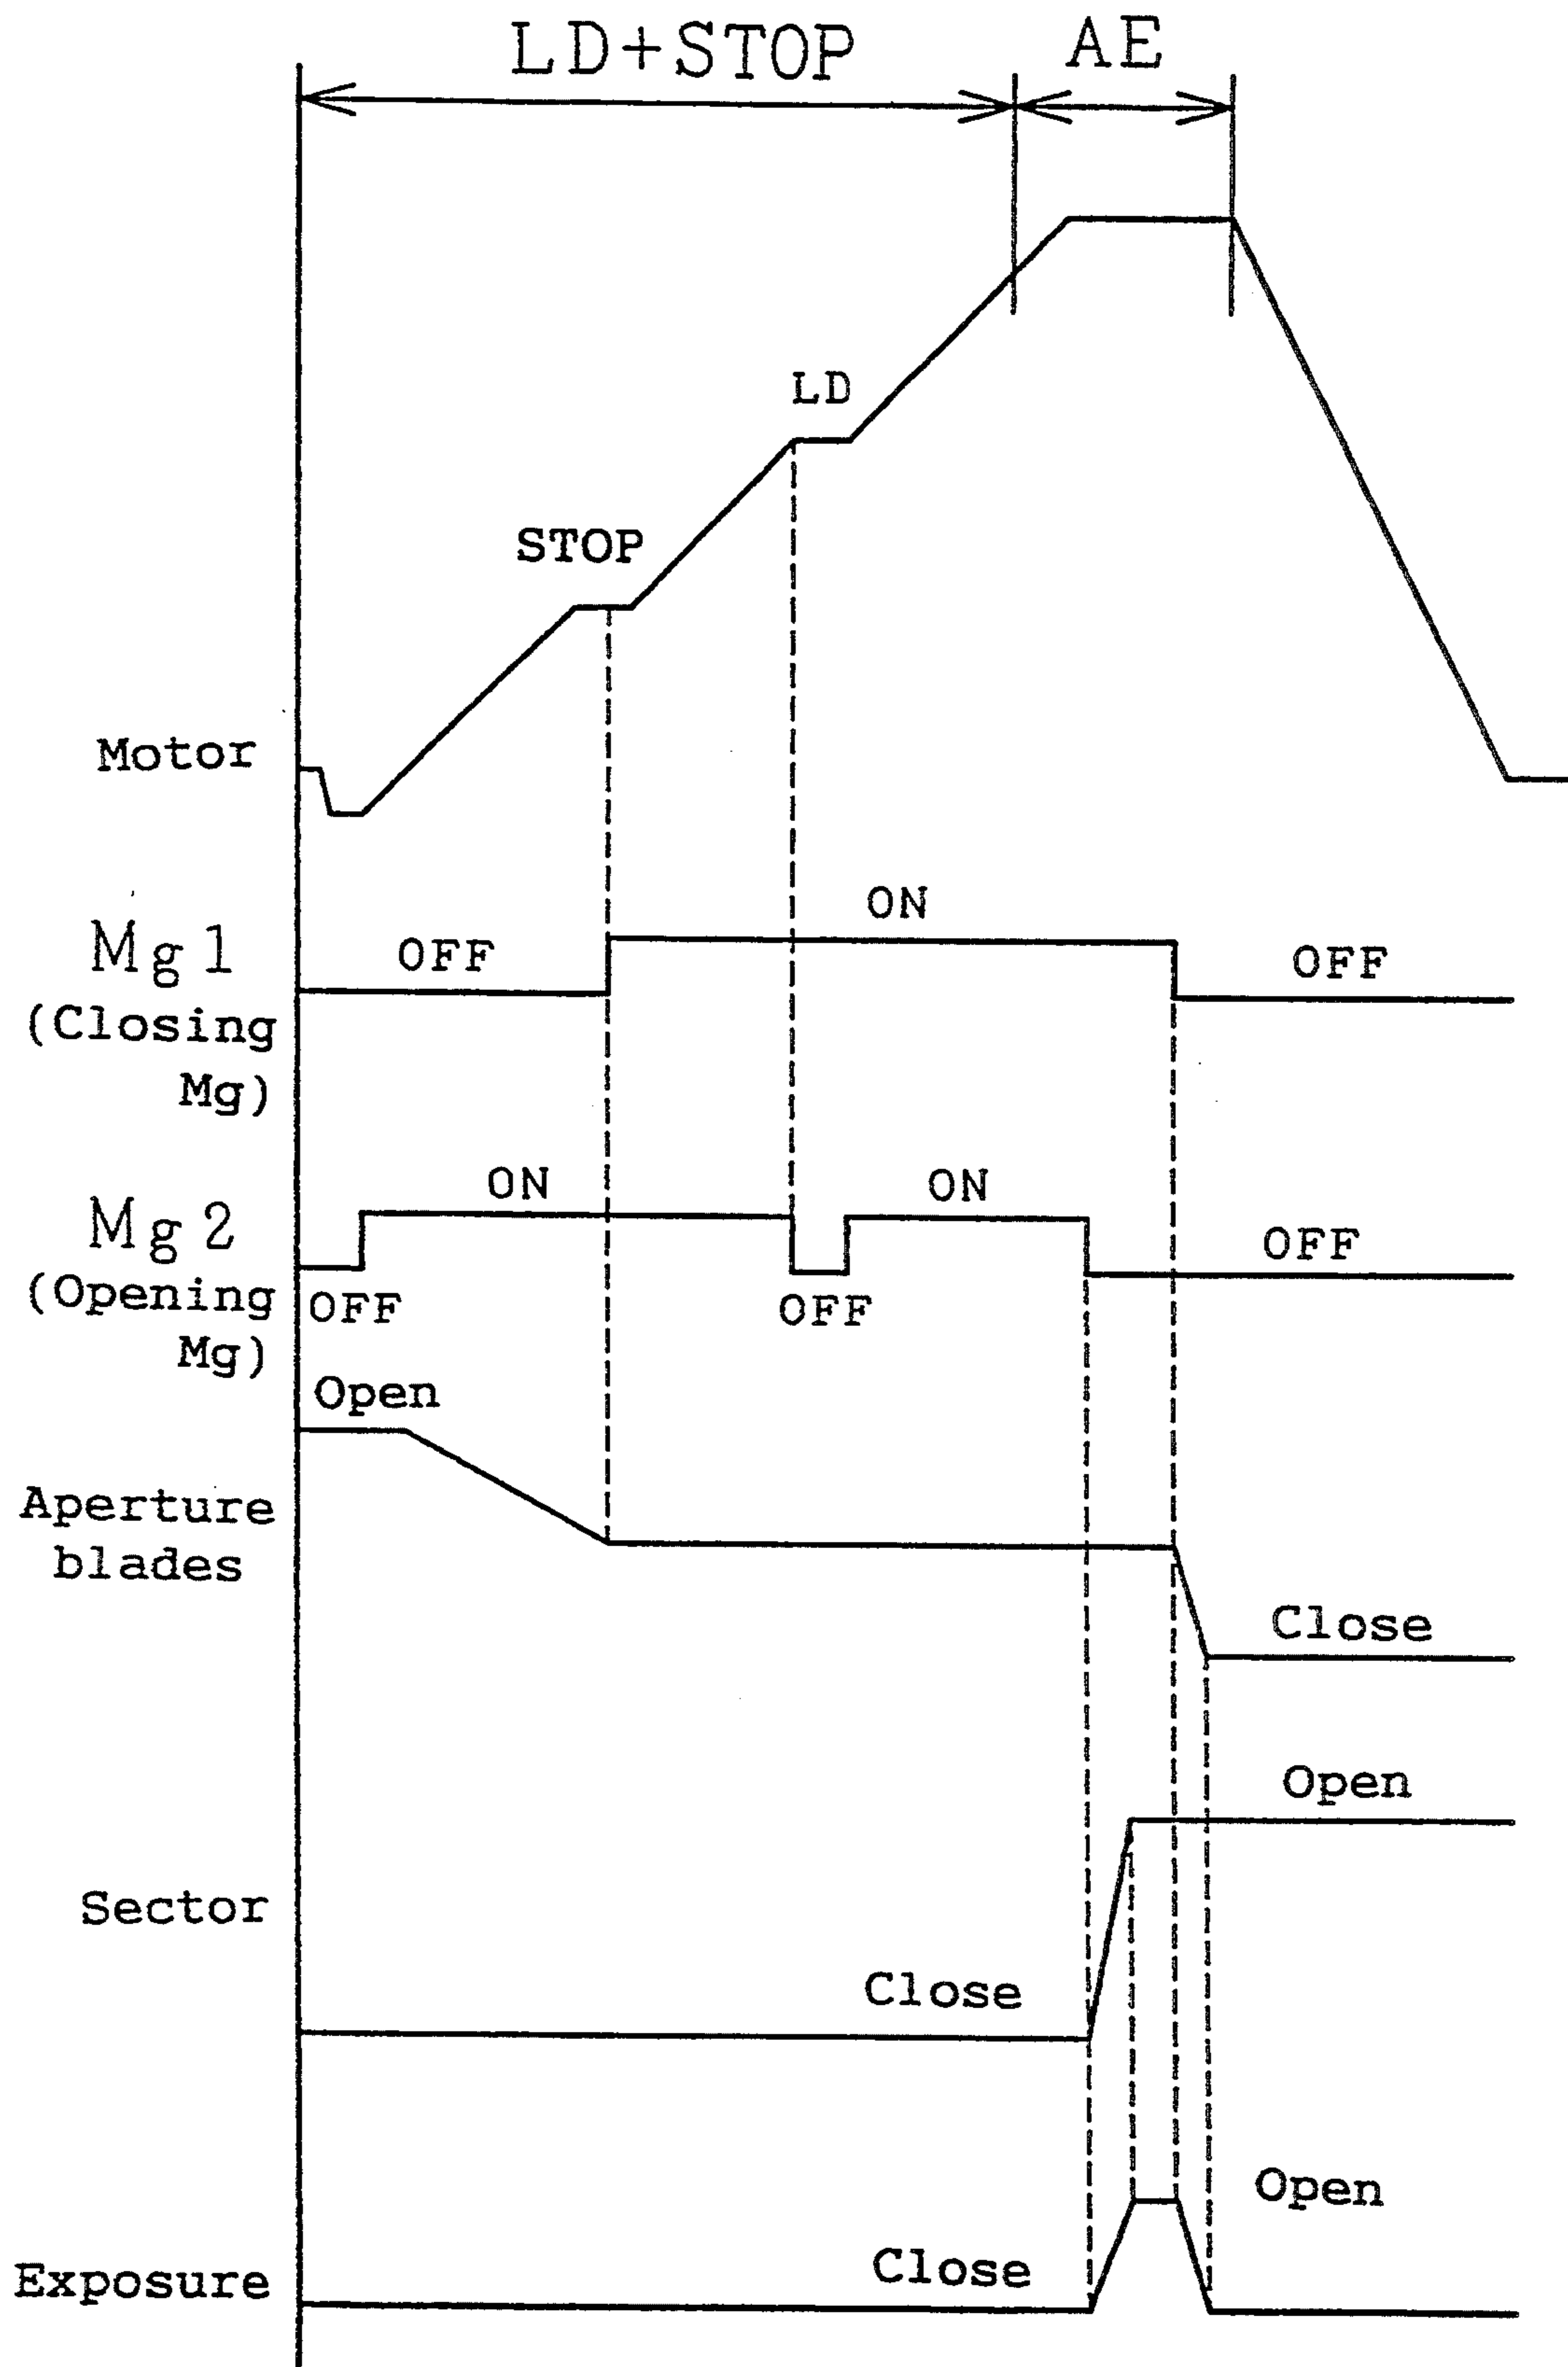 LD+STOP
AE
LD
STOP
Motor
ON
Mg1
OFF
OFF
(Closing
Mg)
ON
ON
Mg2
OFF
(Opening
OFF
OFF
Mg)
Open
Aperture
blades
Close
Open
Sector
Close
Open
Close
Exposure